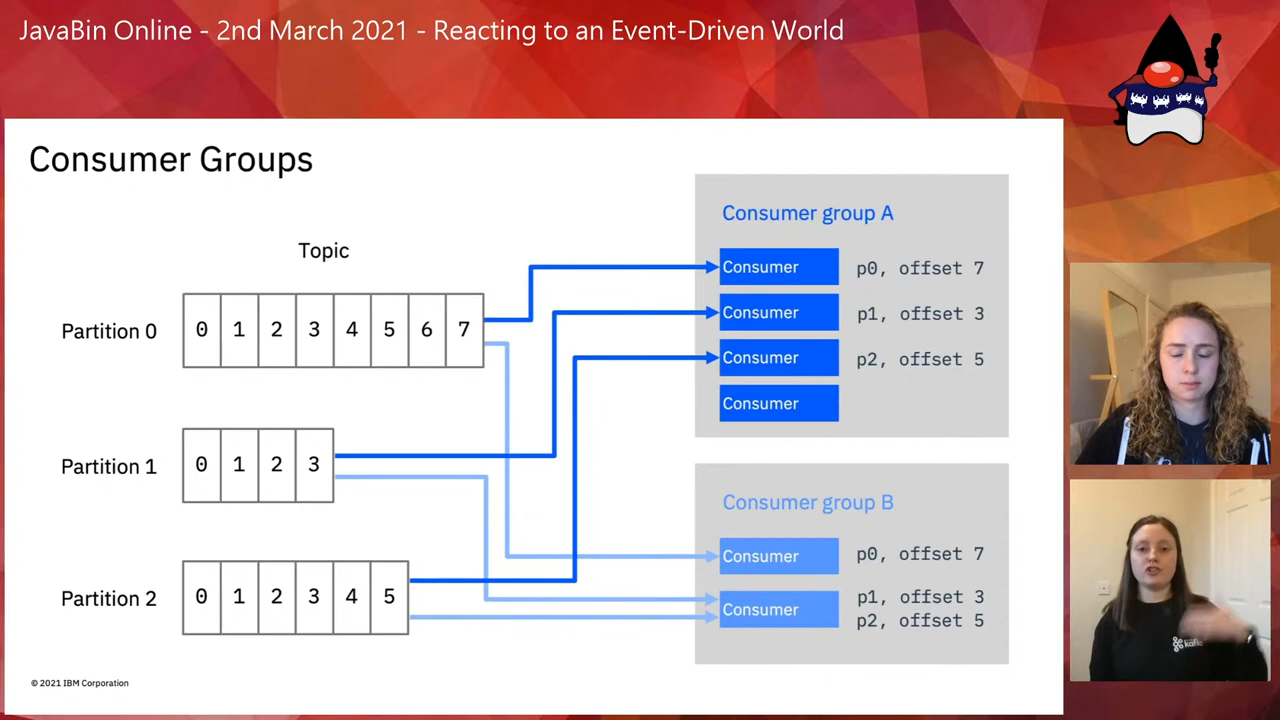 JavaBin Online - 2nd March 2021 - Reacting to an Event-Driven World
Consumer Groups
Topic
Partition 0
0 1 2 3 4 5 6 7
Partition 1
0 1 2 3
Partition 2
0 1 2 3 4 5
Consumer group A
Consumer p0, offset 7
Consumer p1, offset 3
Consumer p2, offset 5
Consumer
Consumer group B
Consumer p0, offset 7
Consumer p1, offset 3
p2, offset 5
© 2021 IBM Corporation
kafka